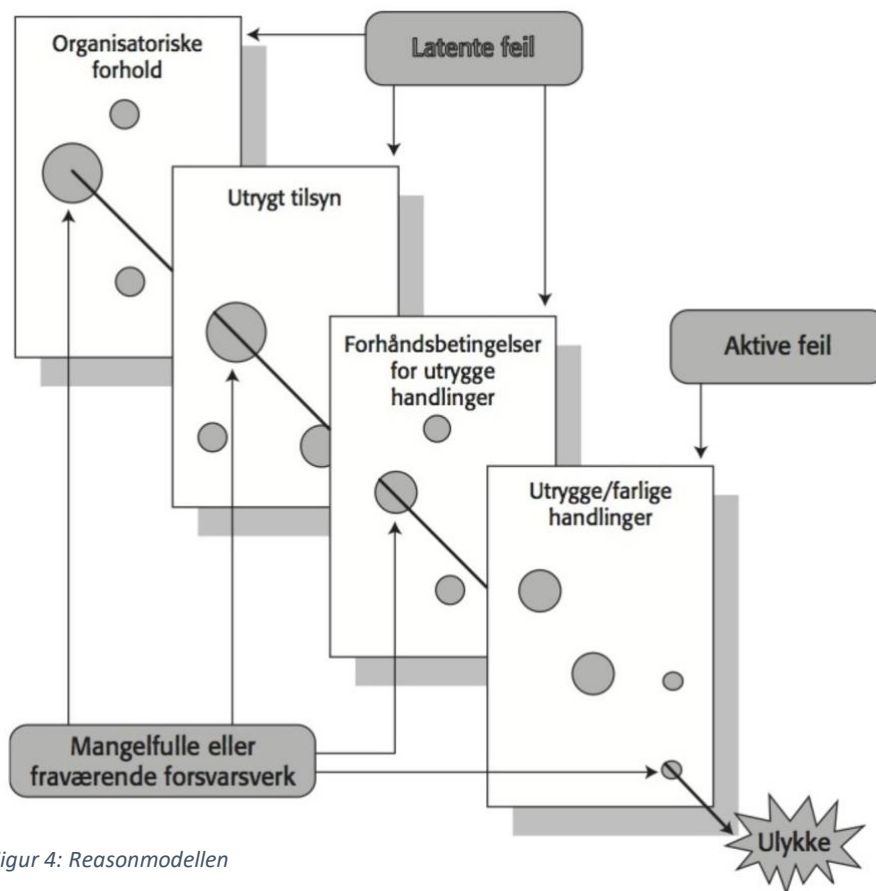 Organisatoriske
forhold
Latente feil
Utrygt tilsyn
Forhåndsbetingelser
for utrygge
handlinger
Aktive feil
Utrygge/farlige
handlinger
Mangelfulle eller
fraværende forsvarsverk
Ulykke
igur 4: Reasonmodellen